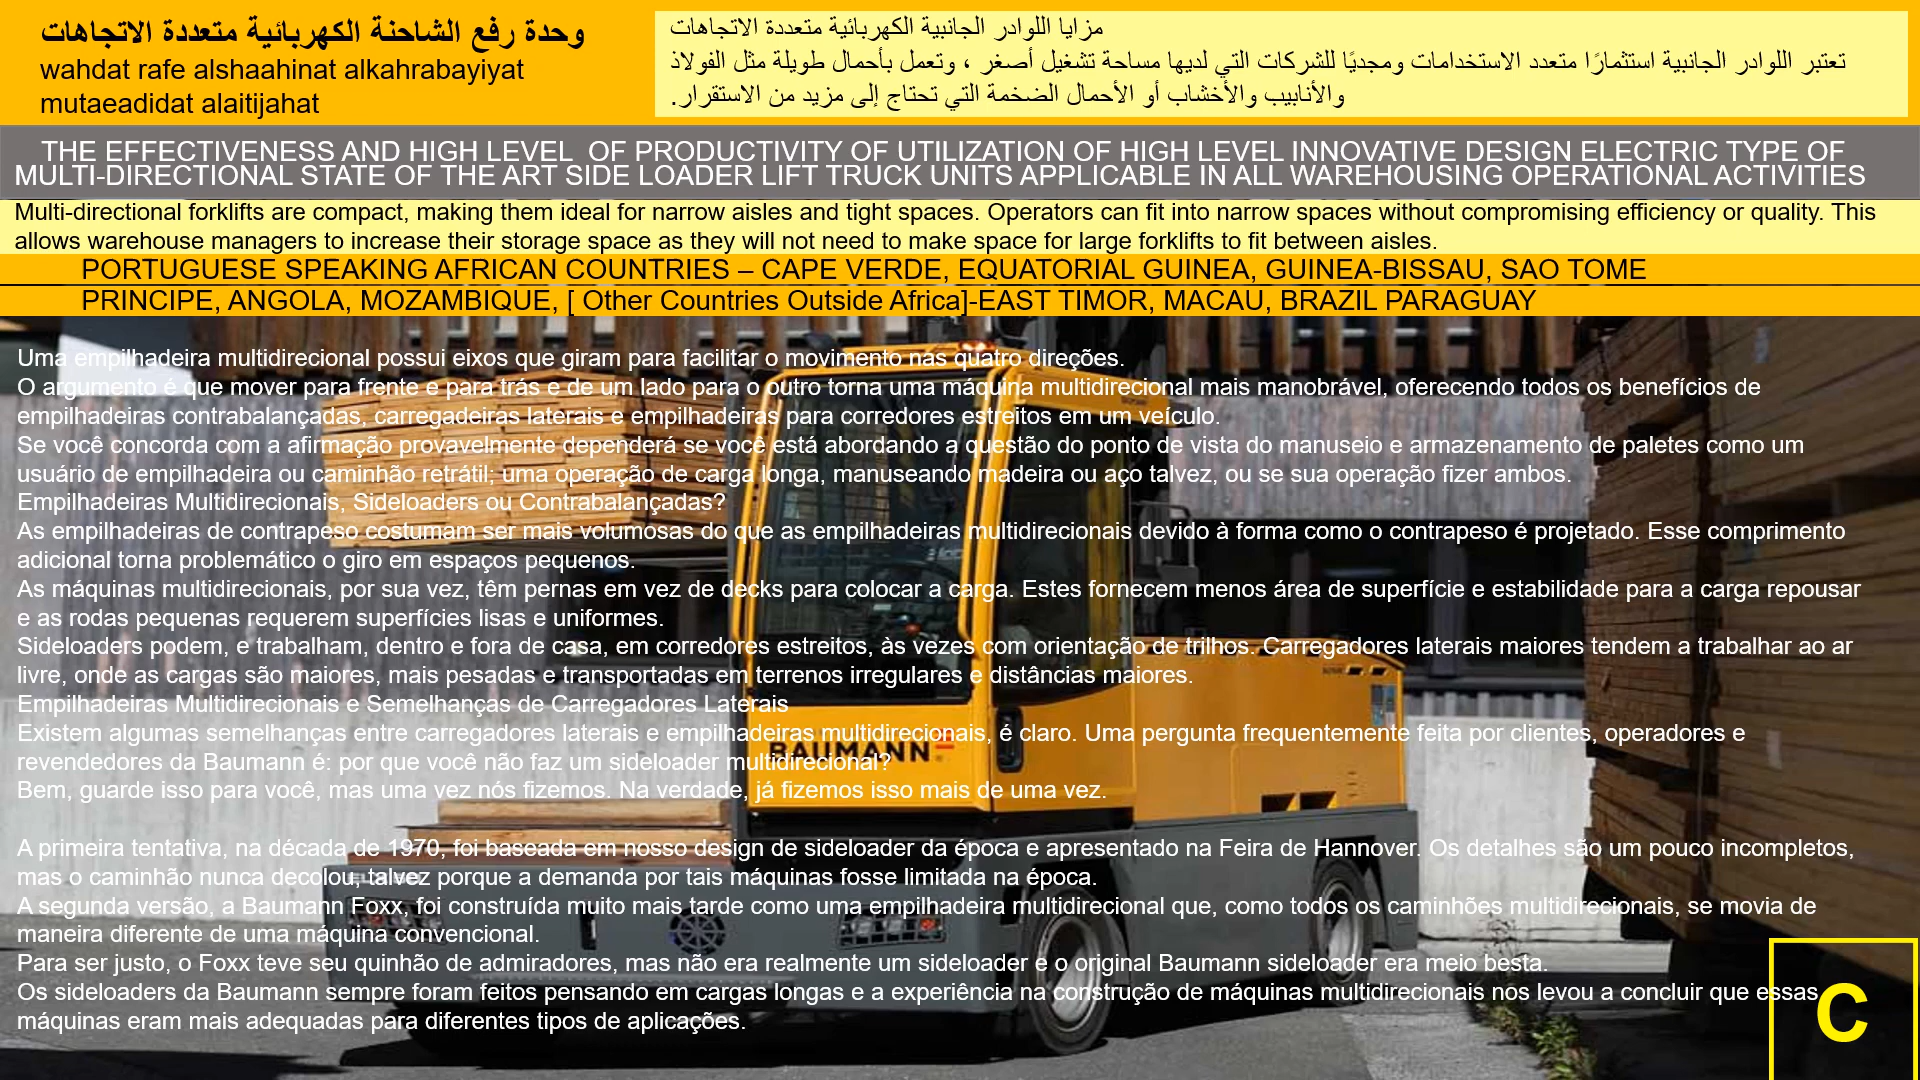 وحدة رفع الشاحنة الكهربائية متعددة الاتجاهات
wahdat rafe alshaahinat alkahrabayiyat
mutaeadidat alaitijahat
مزايا اللوادر الجانبية الكهربائية متعددة الاتجاهات
تعتبر اللوادر الجانبية استثمارًا متعدد الاستخدامات ومجديًا للشركات التي لديها مساحة تشغيل أصغر ، وتعمل بأحمال طويلة مثل الفولاذ
والأنابيب والأخشاب أو الأحمال الضخمة التي تحتاج إلى مزيد من الاستقرار.
THE EFFECTIVENESS AND HIGH LEVEL OF PRODUCTIVITY OF UTILIZATION OF HIGH LEVEL INNOVATIVE DESIGN ELECTRIC TYPE OF
MULTI-DIRECTIONAL STATE OF THE ART SIDE LOADER LIFT TRUCK UNITS APPLICABLE IN ALL WAREHOUSING OPERATIONAL ACTIVITIES
Multi-directional forklifts are compact, making them ideal for narrow aisles and tight spaces. Operators can fit into narrow spaces without compromising efficiency or quality. This
allows warehouse managers to increase their storage space as they will not need to make space for large forklifts to fit between aisles.
PORTUGUESE SPEAKING AFRICAN COUNTRIES – CAPE VERDE, EQUATORIAL GUINEA, GUINEA-BISSAU, SAO TOME
PRINCIPE, ANGOLA, MOZAMBIQUE, [ Other Countries Outside Africa]-EAST TIMOR, MACAU, BRAZIL PARAGUAY
Uma empilhadeira multidirecional possui eixos que giram para facilitar o movimento nas quatro direções.
O argumento é que mover para frente e para trás e de um lado para o outro torna uma máquina multidirecional mais manobrável, oferecendo todos os benefícios de
empilhadeiras contrabalançadas, carregadeiras laterais e empilhadeiras para corredores estreitos em um veículo.
Se você concorda com a afirmação provavelmente dependerá se você está abordando a questão do ponto de vista do manuseio e armazenamento de paletes como um
usuário de empilhadeira ou caminhão retrátil; uma operação de carga longa, manuseando madeira ou aço talvez, ou se sua operação fizer ambos.
Empilhadeiras Multidirecionais, Sideloaders ou Contrabalançadas?
As empilhadeiras de contrapeso costumam ser mais volumosas do que as empilhadeiras multidirecionais devido à forma como o contrapeso é projetado. Esse comprimento
adicional torna problemático o giro em espaços pequenos.
As máquinas multidirecionais, por sua vez, têm pernas em vez de decks para colocar a carga. Estes fornecem menos área de superfície e estabilidade para a carga repousar
e as rodas pequenas requerem superfícies lisas e uniformes.
Sideloaders podem, e trabalham, dentro e fora de casa, em corredores estreitos, às vezes com orientação de trilhos. Carregadores laterais maiores tendem a trabalhar ao ar
livre, onde as cargas são maiores, mais pesadas e transportadas em terrenos irregulares e distâncias maiores.
Empilhadeiras Multidirecionais e Semelhanças de Carregadores Laterais
Existem algumas semelhanças entre carregadores laterais e empilhadeiras multidirecionais, é claro. Uma pergunta frequentemente feita por clientes, operadores e
revendedores da Baumann é: por que você não faz um sideloader multidirecional?
BAUMANN
Bem, guarde isso para você, mas uma vez nós fizemos. Na verdade, já fizemos isso mais de uma vez.
A primeira tentativa, na década de 1970, foi baseada em nosso design de sideloader da época e apresentado na Feira de Hannover. Os detalhes são um pouco incompletos,
mas o caminhão nunca decolou, talvez porque a demanda por tais máquinas fosse limitada na época.
A segunda versão, a Baumann Foxx, foi construída muito mais tarde como uma empilhadeira multidirecional que, como todos os caminhões multidirecionais, se movia de
maneira diferente de uma máquina convencional.
Para ser justo, o Foxx teve seu quinhão de admiradores, mas não era realmente um sideloader e o original Baumann sideloader era meio besta.
Os sideloaders da Baumann sempre foram feitos pensando em cargas longas e a experiência na construção de máquinas multidirecionais nos levou a concluir que essas
máquinas eram mais adequadas para diferentes tipos de aplicações.
C